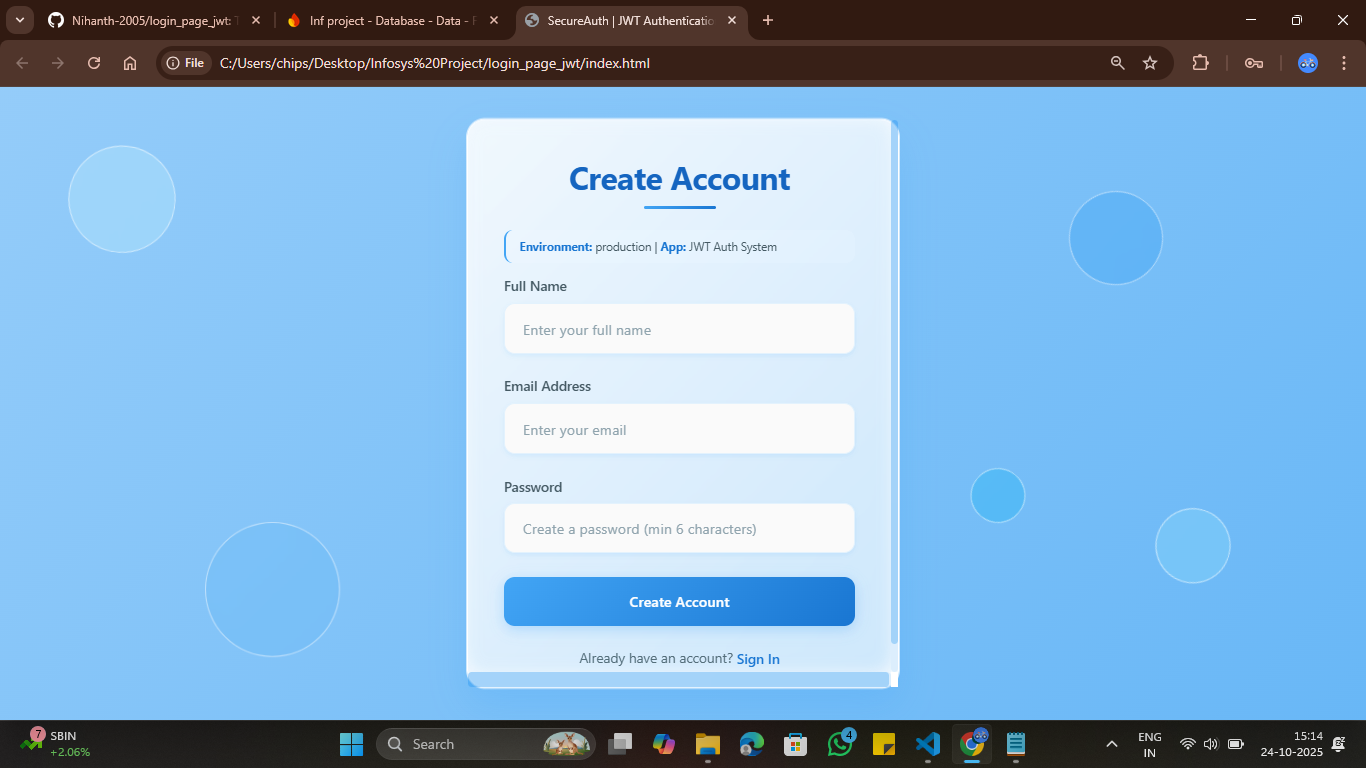 Nihanth-2005/login_page_jwt:
Inf project - Database - Data -
SecureAuth | JWT Authenticatio
File
C:/Users/chips/Desktop/Infosys%20Project/login_page_jwt/index.html
Create Account
Environment: production | App: JWT Auth System
Full Name
Enter your full name
Email Address
Enter your email
Password
Create a password (min 6 characters)
Create Account
Already have an account? Sign In
7
SBIN
+2.06%
Search
4
ENG
IN
15:14
24-10-2025